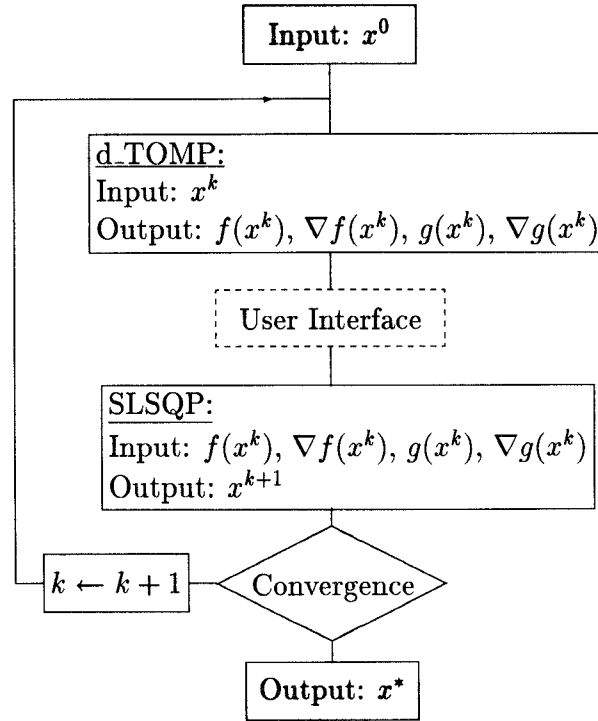 Input: x⁰
d_TOMP:
Input: xᵏ
Output: f(xᵏ), ∇f(xᵏ), g(xᵏ), ∇g(xᵏ)
User Interface
SLSQP:
Input: f(xᵏ), ∇f(xᵏ), g(xᵏ), ∇g(xᵏ)
Output: xᵏ⁺¹
k ← k + 1
Convergence
Output: x*